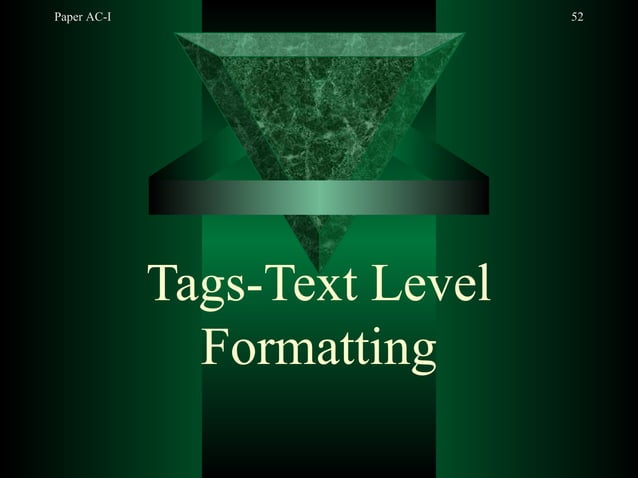 Paper AC-I
52
Tags-Text Level
Formatting